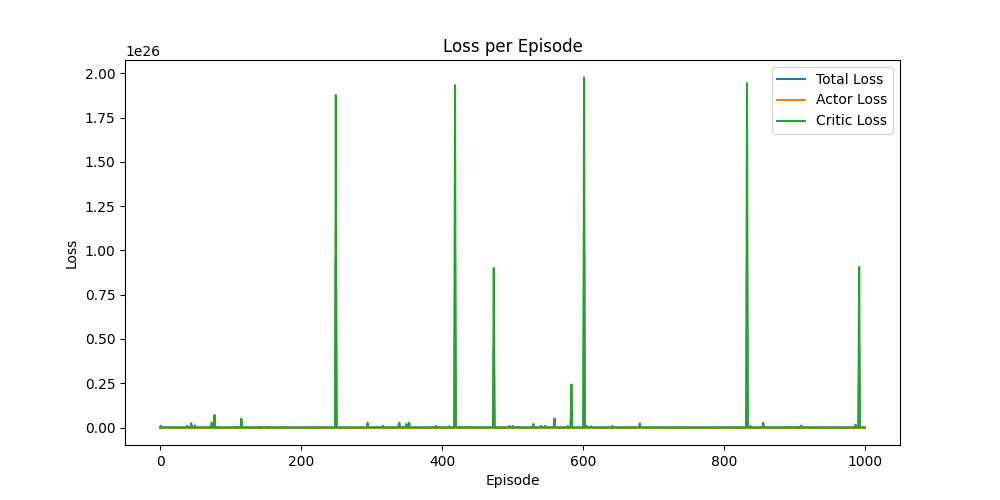 Loss per Episode
1e26
2.00
1.75
1.50
1.25
1.00
0.75
0.50
0.25
0.00
Loss
Total Loss
Actor Loss
Critic Loss
0 200 400 600 800 1000
Episode